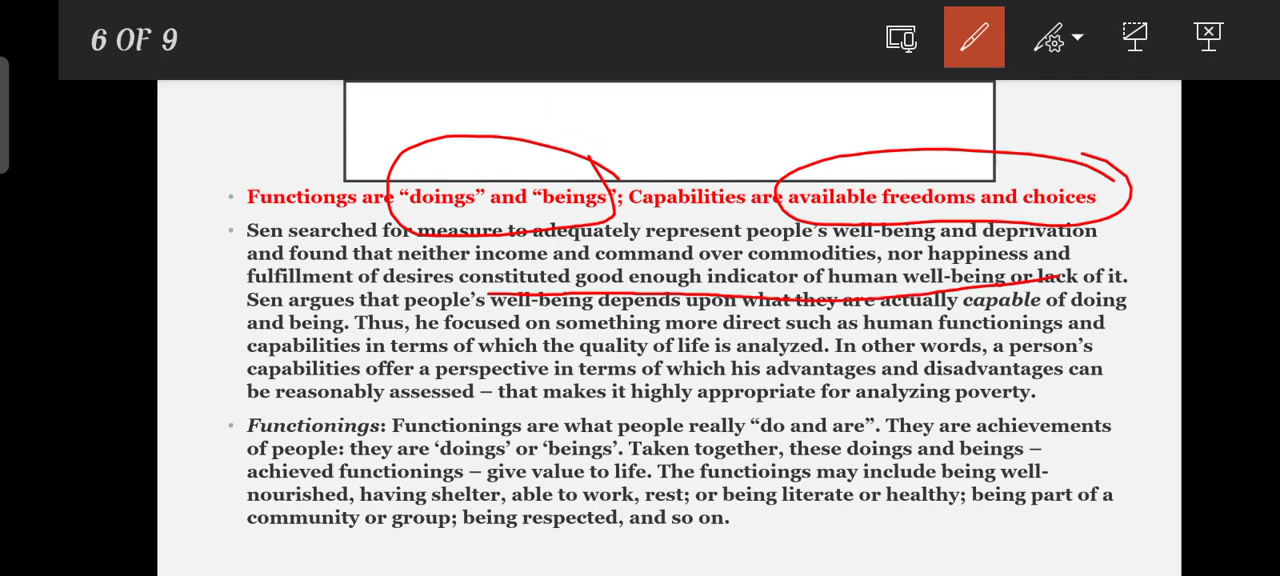 6 OF 9
Functiongs are “doings” and “beings”; Capabilities are available freedoms and choices
Sen searched for measure to adequately represent people’s well-being and deprivation
and found that neither income and command over commodities, nor happiness and
fulfillment of desires constituted good enough indicator of human well-being or lack of it.
Sen argues that people’s well-being depends upon what they are actually capable of doing
and being. Thus, he focused on something more direct such as human functionings and
capabilities in terms of which the quality of life is analyzed. In other words, a person’s
capabilities offer a perspective in terms of which his advantages and disadvantages can
be reasonably assessed – that makes it highly appropriate for analyzing poverty.
Functionings: Functionings are what people really “do and are”. They are achievements
of people: they are ‘doings’ or ‘beings’. Taken together, these doings and beings –
achieved functionings – give value to life. The functioings may include being well-
nourished, having shelter, able to work, rest; or being literate or healthy; being part of a
community or group; being respected, and so on.